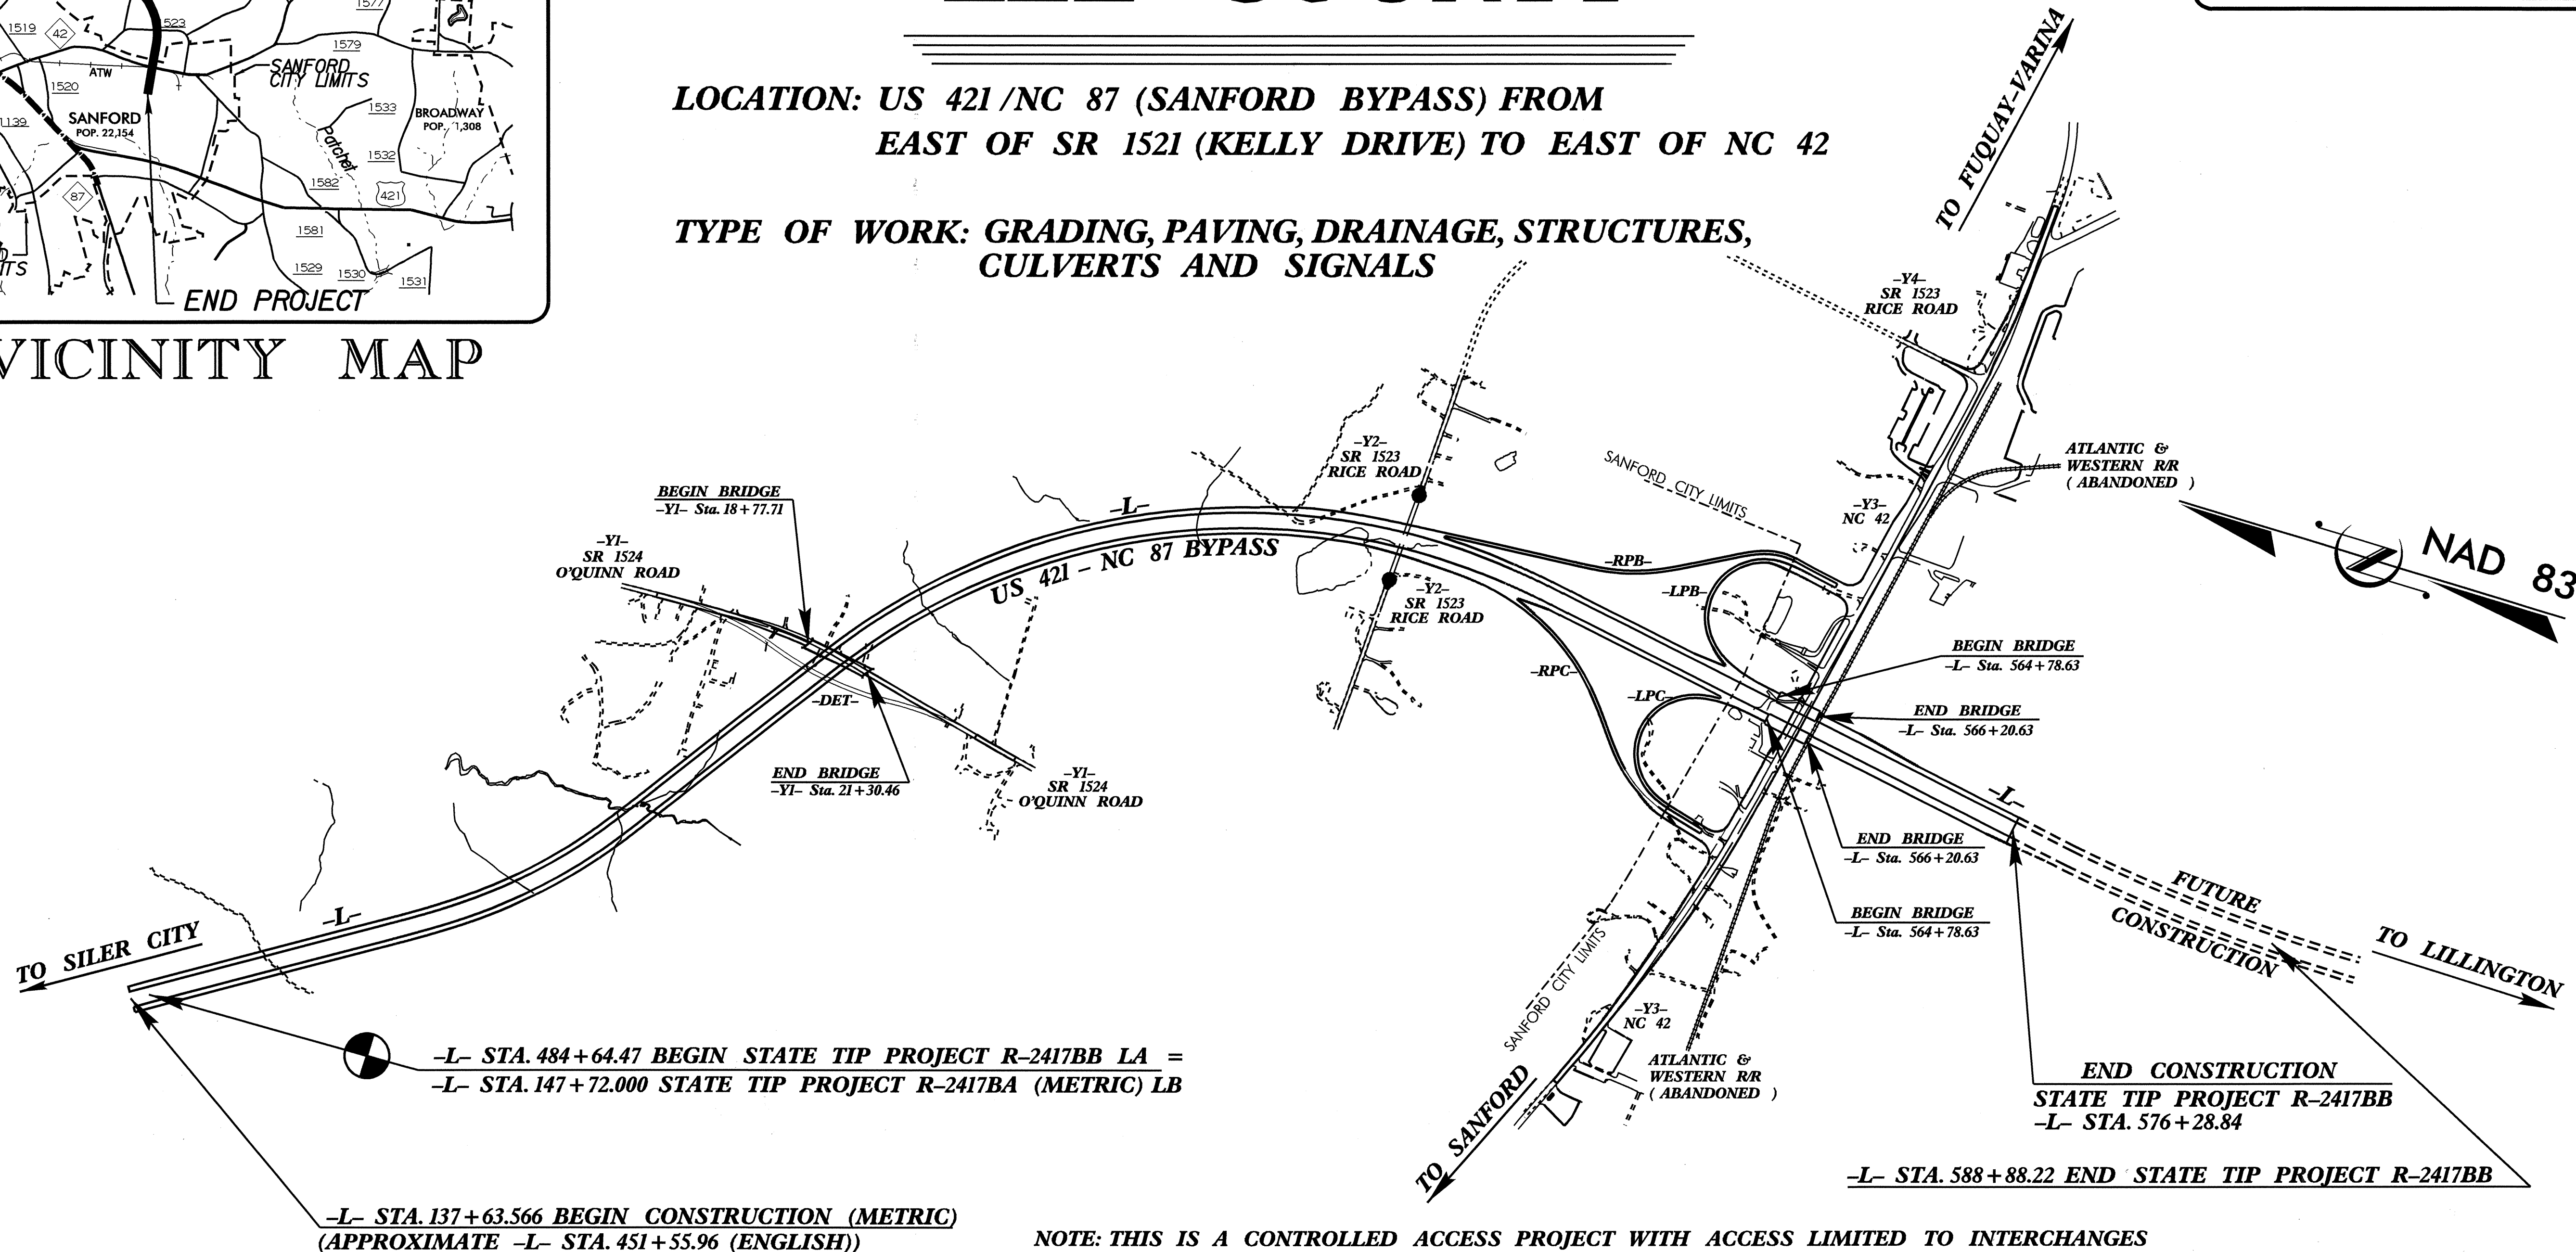 1577
1519
42
1523
1579
ATW
SANFORD
CITY LIMITS
1520
1533
SANFORD
POP. 22,154
BROADWAY
POP. 1,308
1139
Patchet
1532
1582
421
87
1581
1529
1530
1531
END PROJECT
VICINITY MAP
LEE COUNTY
LOCATION: US 421 / NC 87 (SANFORD BYPASS) FROM
EAST OF SR 1521 (KELLY DRIVE) TO EAST OF NC 42
TYPE OF WORK: GRADING, PAVING, DRAINAGE, STRUCTURES,
CULVERTS AND SIGNALS
TO FUQUAY-VARINA
-Y4-
SR 1523
RICE ROAD
ATLANTIC &
WESTERN R/R
( ABANDONED )
NAD 83
-Y2-
SR 1523
RICE ROAD
SANFORD CITY LIMITS
-Y3-
NC 42
BEGIN BRIDGE
-Y1- Sta. 18+77.71
-L-
US 421 - NC 87 BYPASS
-Y1-
SR 1524
O'QUINN ROAD
-RPB-
-LPB-
-Y2-
SR 1523
RICE ROAD
-RPC-
-LPC-
-DET-
BEGIN BRIDGE
-L- Sta. 564+78.63
END BRIDGE
-L- Sta. 566+20.63
END BRIDGE
-Y1- Sta. 21+30.46
-Y1-
SR 1524
O'QUINN ROAD
-L-
END BRIDGE
-L- Sta. 566+20.63
BEGIN BRIDGE
-L- Sta. 564+78.63
FUTURE
CONSTRUCTION
TO LILLINGTON
-L-
TO SILER CITY
SANFORD CITY LIMITS
-Y3-
NC 42
ATLANTIC &
WESTERN R/R
( ABANDONED )
TO SANFORD
-L- STA. 484+64.47 BEGIN STATE TIP PROJECT R-2417BB LA =
-L- STA. 147+72.000 STATE TIP PROJECT R-2417BA (METRIC) LB
END CONSTRUCTION
STATE TIP PROJECT R-2417BB
-L- STA. 576+28.84
-L- STA. 588+88.22 END STATE TIP PROJECT R-2417BB
-L- STA. 137+63.566 BEGIN CONSTRUCTION (METRIC)
(APPROXIMATE -L- STA. 451+55.96 (ENGLISH))
NOTE: THIS IS A CONTROLLED ACCESS PROJECT WITH ACCESS LIMITED TO INTERCHANGES